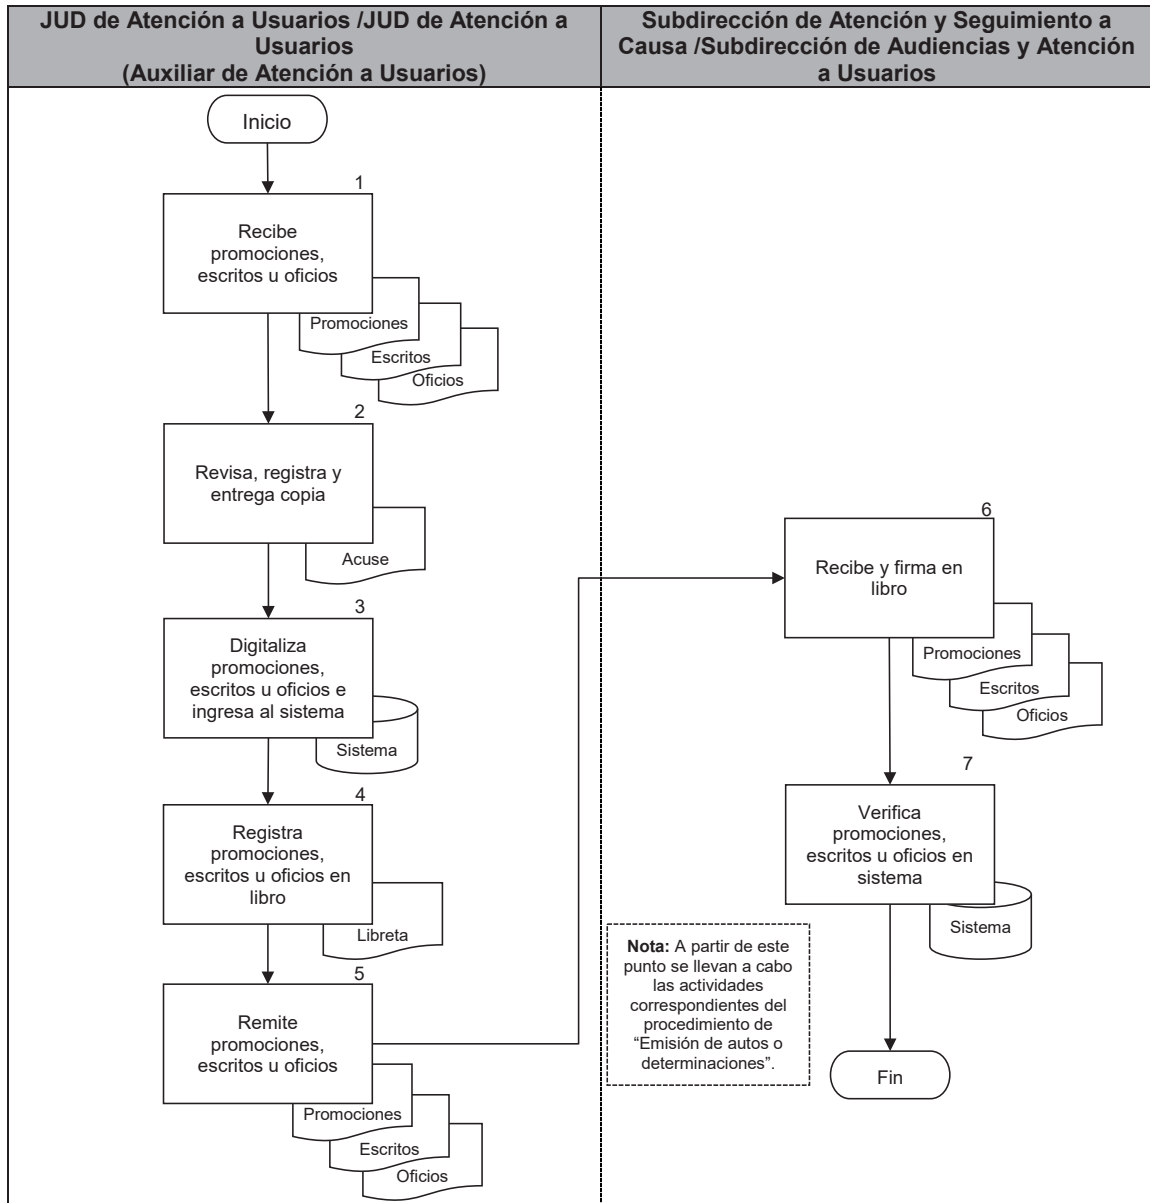 JUD de Atención a Usuarios /JUD de Atención a
Usuarios
(Auxiliar de Atención a Usuarios)
Subdirección de Atención y Seguimiento a
Causa /Subdirección de Audiencias y Atención
a Usuarios
Inicio
1
Recibe
promociones,
escritos u oficios
Promociones
Escritos
Oficios
2
Revisa, registra y
entrega copia
Acuse
3
Digitaliza
promociones,
escritos u oficios e
ingresa al sistema
Sistema
4
Registra
promociones,
escritos u oficios en
libro
Libreta
5
Remite
promociones,
escritos u oficios
Promociones
Escritos
Oficios
6
Recibe y firma en
libro
Promociones
Escritos
Oficios
7
Verifica
promociones,
escritos u oficios en
sistema
Sistema
Nota: A partir de este
punto se llevan a cabo
las actividades
correspondientes del
procedimiento de
“Emisión de autos o
determinaciones”.
Fin